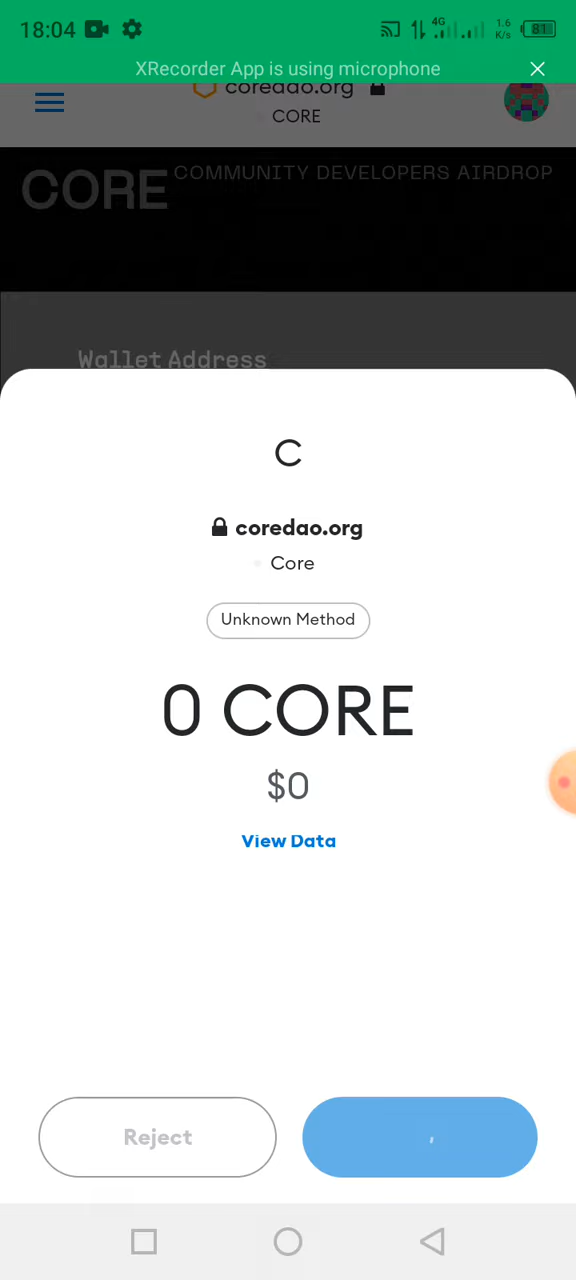 18:04 4G 1.6 K/s 81
XRecorder App is using microphone
coredao.org
CORE
CORE COMMUNITY DEVELOPERS AIRDROP
Wallet Address
C
coredao.org
Core
Unknown Method
0 CORE
$0
View Data
Reject